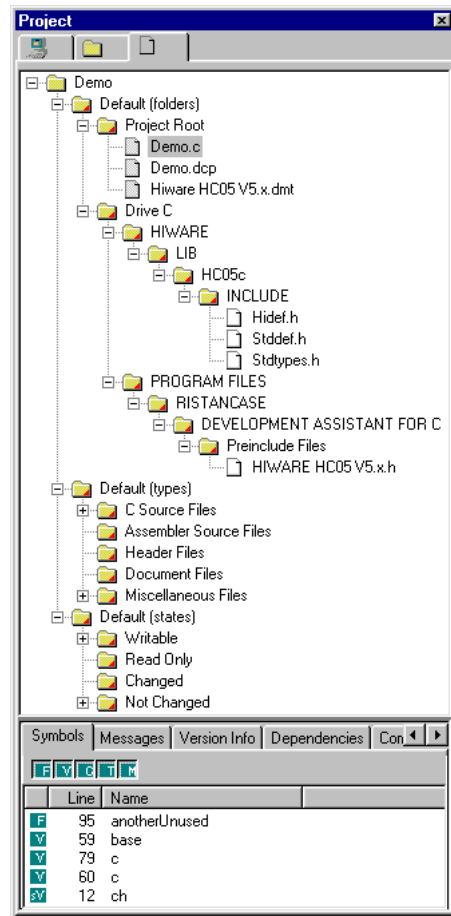 Project
Demo
Default (folders)
Project Root
Demo.c
Demo.dcp
Hiware HC05 V5.x.dmt
Drive C
HIWARE
LIB
HC05c
INCLUDE
Hidef.h
Stddef.h
Stdtypes.h
PROGRAM FILES
RISTANCASE
DEVELOPMENT ASSISTANT FOR C
Preinclude Files
HIWARE HC05 V5.x.h
Default (types)
C Source Files
Assembler Source Files
Header Files
Document Files
Miscellaneous Files
Default (states)
Writable
Read Only
Changed
Not Changed
Symbols Messages Version Info Dependencies Con
F V C T M
Line Name
F 95 anotherUnused
V 59 base
V 79 c
V 60 c
sV 12 ch